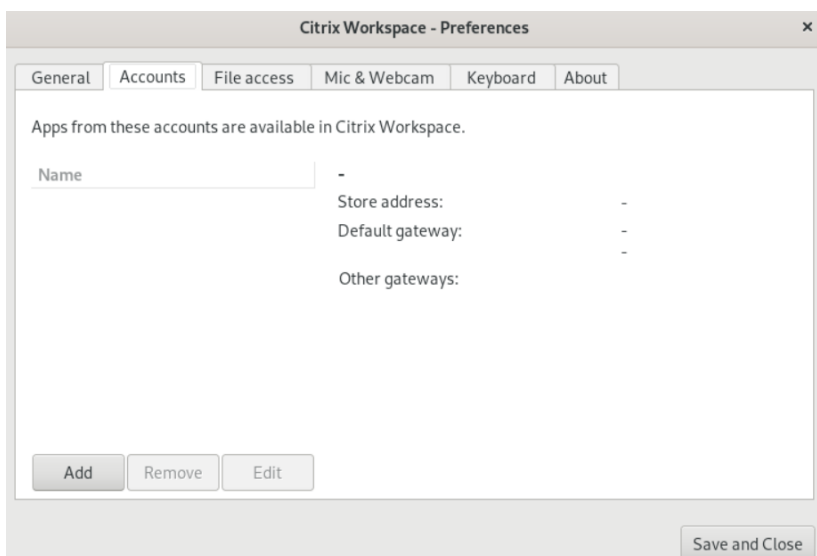 Citrix Workspace - Preferences ×
General Accounts File access Mic & Webcam Keyboard About
Apps from these accounts are available in Citrix Workspace.
Name -
Store address: -
Default gateway: -
-
Other gateways:
Add Remove Edit
Save and Close